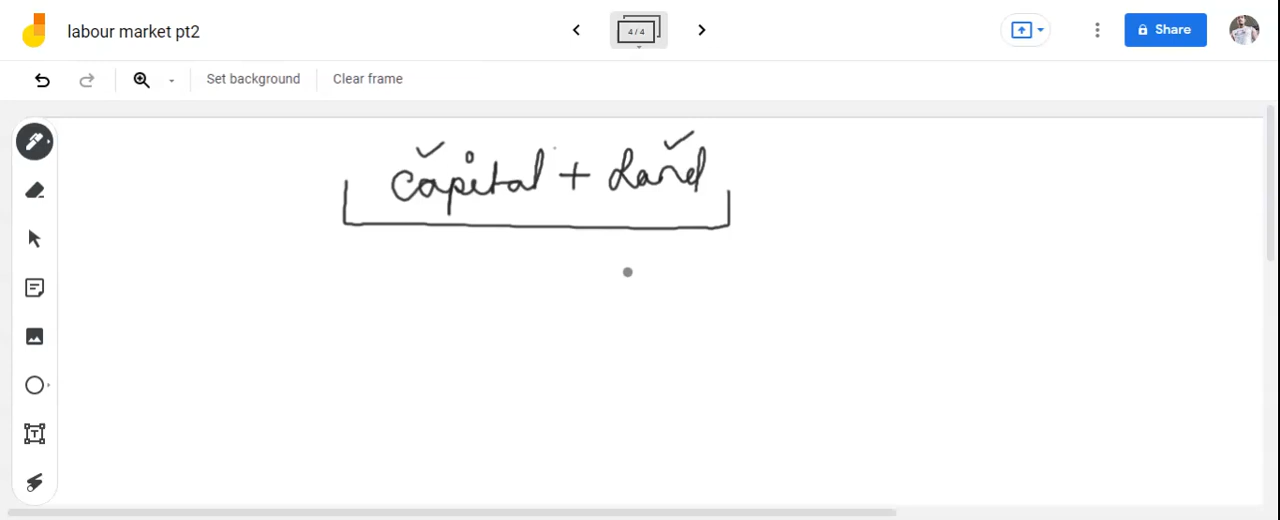 labour market pt2
4 / 4
Share
Set background
Clear frame
capital + Land